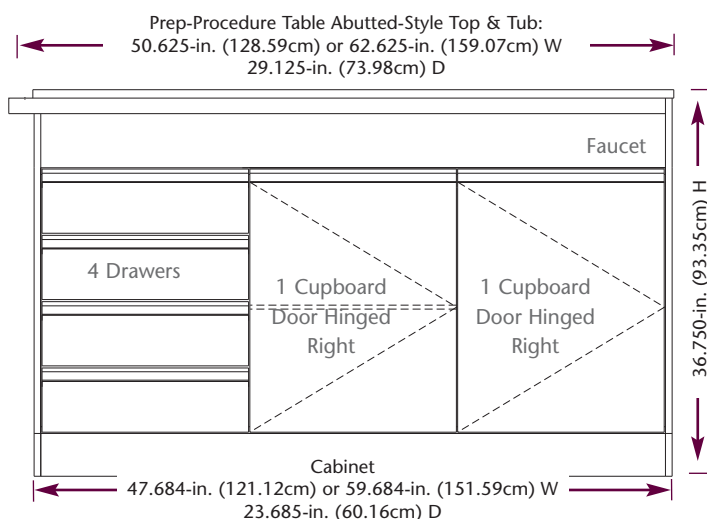 Prep-Procedure Table Abutted-Style Top & Tub:
50.625-in. (128.59cm) or 62.625-in. (159.07cm) W
29.125-in. (73.98cm) D
Faucet
36.750-in. (93.35cm) H
4 Drawers
1 Cupboard
Door Hinged
Right
1 Cupboard
Door Hinged
Right
Cabinet
47.684-in. (121.12cm) or 59.684-in. (151.59cm) W
23.685-in. (60.16cm) D